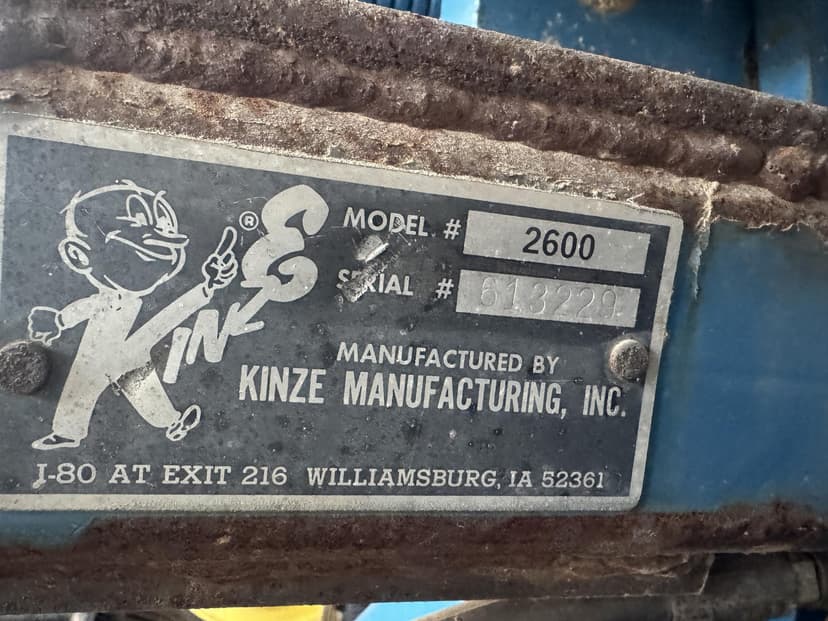 KINZE ®
MODEL # 2600
SERIAL # 613229
MANUFACTURED BY
KINZE MANUFACTURING, INC.
I-80 AT EXIT 216 WILLIAMSBURG, IA 52361